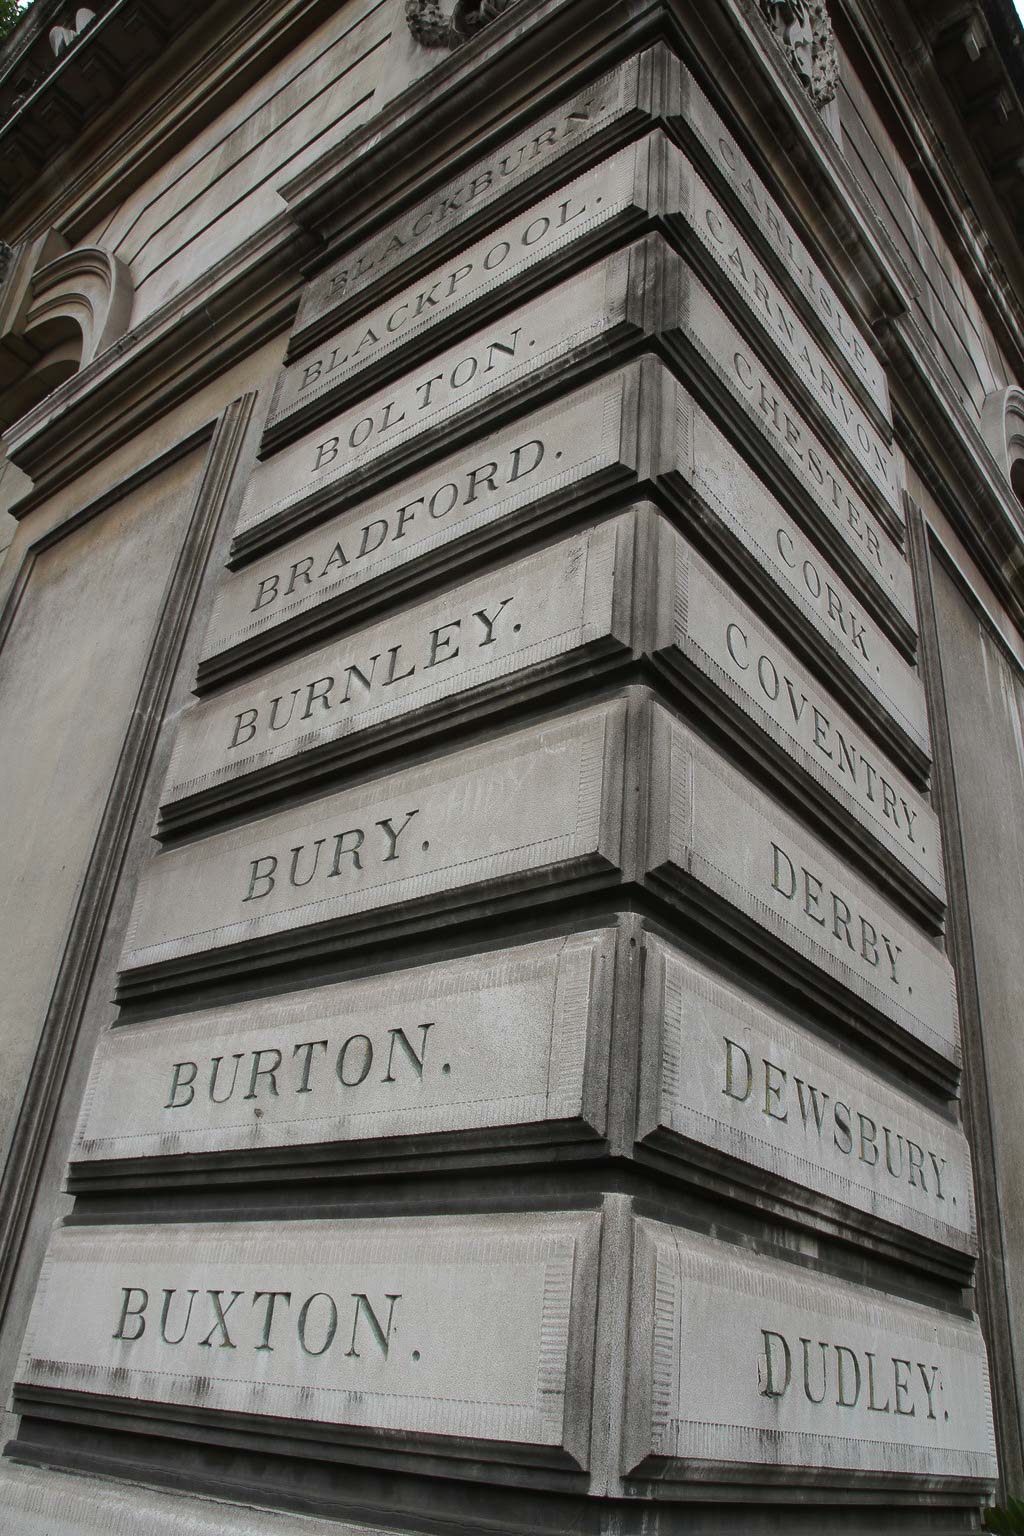 BLACKBURN.
BLACKPOOL.
BOLTON.
BRADFORD.
BURNLEY.
BURY.
BURTON.
BUXTON.
CARLISLE.
CARNARVON.
CHESTER.
CORK.
COVENTRY.
DERBY.
DEWSBURY.
DUDLEY.